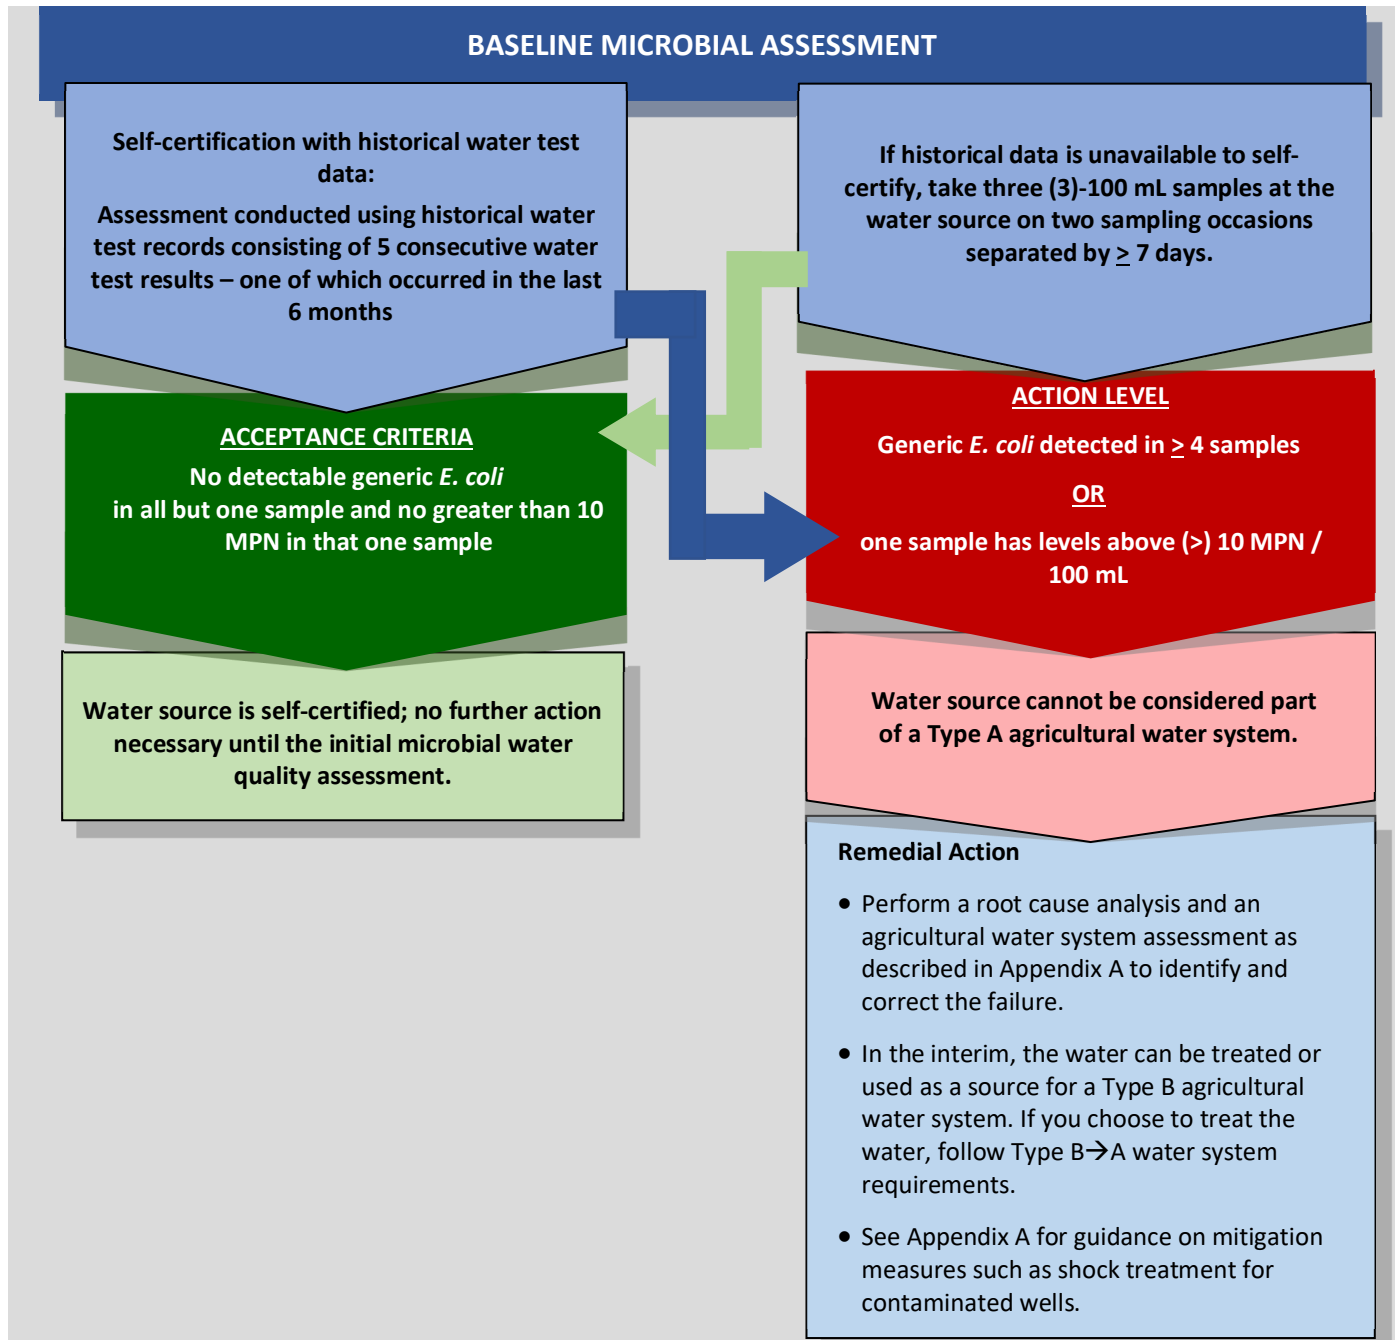 BASELINE MICROBIAL ASSESSMENT
Self-certification with historical water test
data:
Assessment conducted using historical water
test records consisting of 5 consecutive water
test results – one of which occurred in the last
6 months
If historical data is unavailable to self-
certify, take three (3)-100 mL samples at the
water source on two sampling occasions
separated by ≥ 7 days.
ACCEPTANCE CRITERIA
No detectable generic E. coli
in all but one sample and no greater than 10
MPN in that one sample
ACTION LEVEL
Generic E. coli detected in ≥ 4 samples
OR
one sample has levels above (>) 10 MPN /
100 mL
Water source is self-certified; no further action
necessary until the initial microbial water
quality assessment.
Water source cannot be considered part
of a Type A agricultural water system.
Remedial Action
• Perform a root cause analysis and an
agricultural water system assessment as
described in Appendix A to identify and
correct the failure.
• In the interim, the water can be treated or
used as a source for a Type B agricultural
water system. If you choose to treat the
water, follow Type B→A water system
requirements.
• See Appendix A for guidance on mitigation
measures such as shock treatment for
contaminated wells.